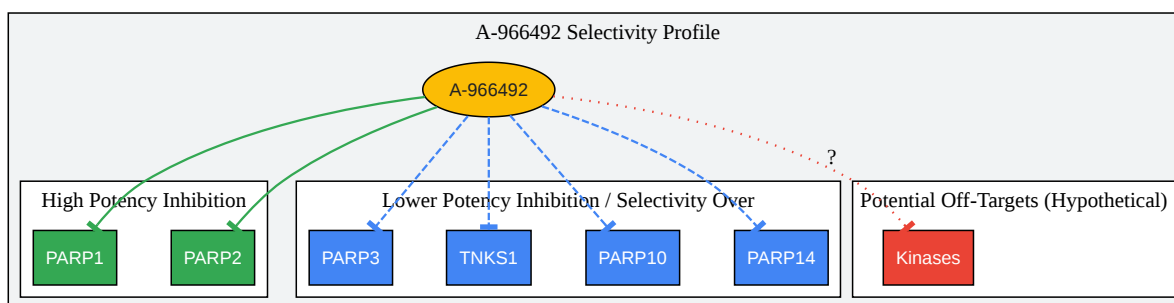 A-966492 Selectivity Profile
A-966492
?
High Potency Inhibition
Lower Potency Inhibition / Selectivity Over
Potential Off-Targets (Hypothetical)
PARP1
PARP2
PARP3
TNKS1
PARP10
PARP14
Kinases